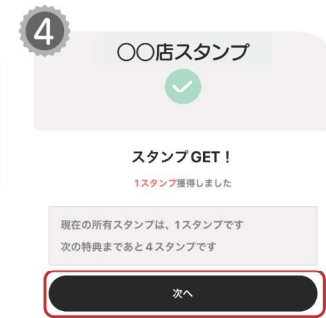 4
〇〇店スタンプ
スタンプGET！
1スタンプ獲得しました
現在の所有スタンプは、1スタンプです
次の特典まであと4スタンプです
次へ